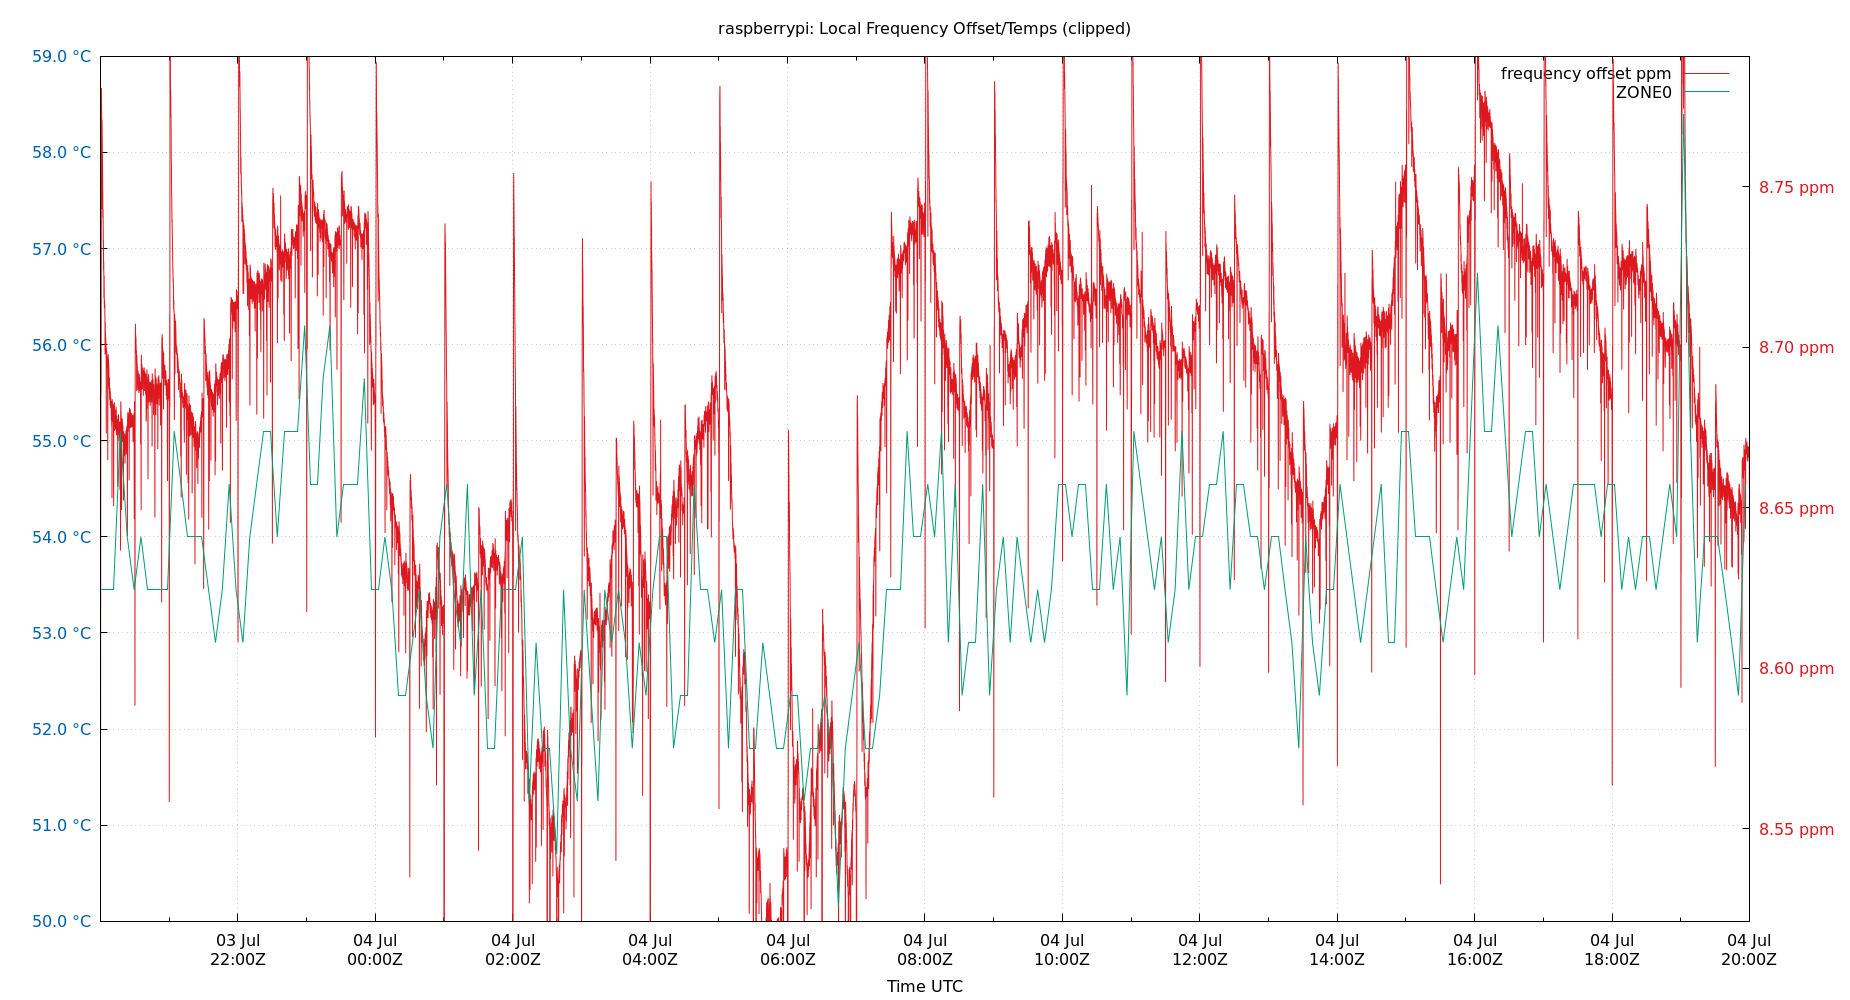 raspberrypi: Local Frequency Offset/Temps (clipped)
59.0 °C
58.0 °C
57.0 °C
56.0 °C
55.0 °C
54.0 °C
53.0 °C
52.0 °C
51.0 °C
50.0 °C
frequency offset ppm
ZONE0
8.75 ppm
8.70 ppm
8.65 ppm
8.60 ppm
8.55 ppm
03 Jul 04 Jul 04 Jul 04 Jul 04 Jul 04 Jul 04 Jul 04 Jul 04 Jul 04 Jul 04 Jul 04 Jul
22:00Z 00:00Z 02:00Z 04:00Z 06:00Z 08:00Z 10:00Z 12:00Z 14:00Z 16:00Z 18:00Z 20:00Z
Time UTC